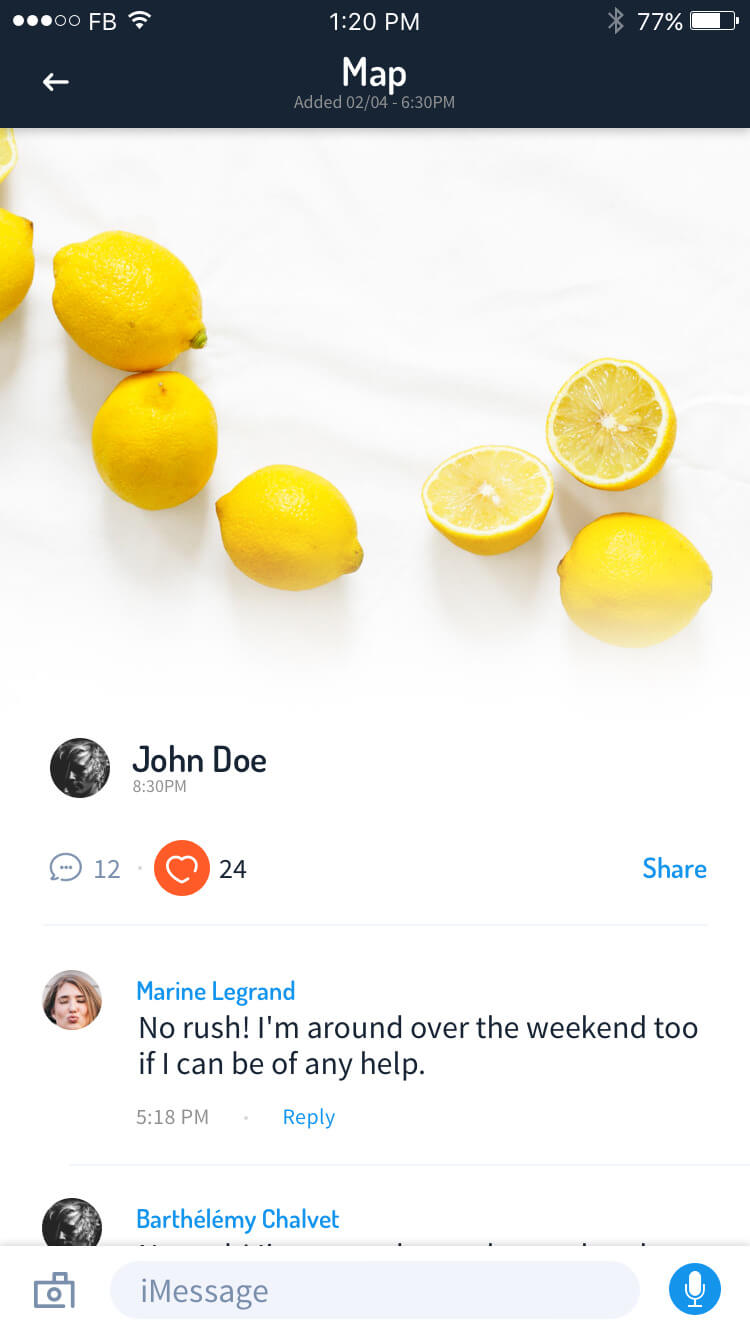 FB 1:20 PM 77%
Map
Added 02/04 - 6:30PM
John Doe
8:30PM
12 · 24 Share
Marine Legrand
No rush! I'm around over the weekend too
if I can be of any help.
5:18 PM · Reply
Barthélémy Chalvet
iMessage